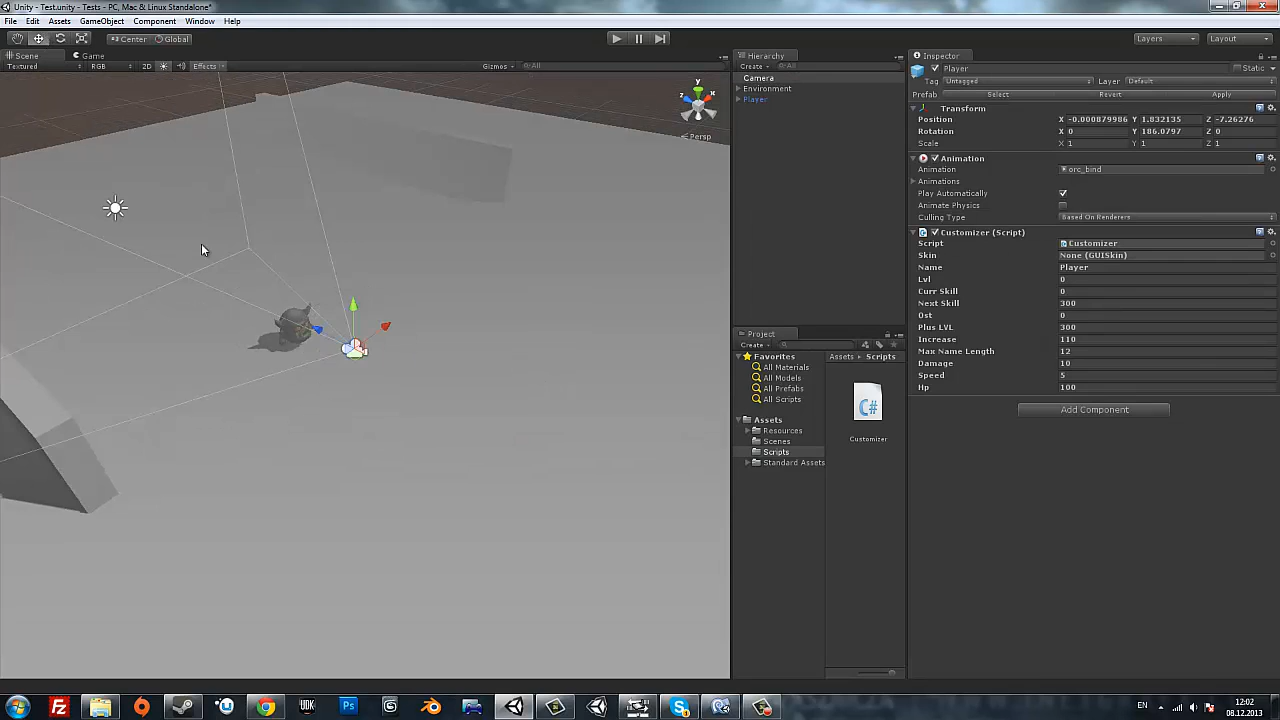 Unity - Test.unity - Tests - PC, Mac & Linux Standalone*
File Edit Assets GameObject Component Window Help
Center Global
Layers
Layout
Scene
Game
Textured
RGB
2D
Effects
Gizmos
All
y
x
z
Persp
Hierarchy
Create
All
Camera
Environment
Player
Project
Create
Favorites
All Materials
All Models
All Prefabs
All Scripts
Assets
Resources
Scenes
Scripts
Standard Assets
Assets
Scripts
C#
Customizer
Inspector
Player
Static
Tag Untagged Layer Default
Prefab Select Revert Apply
Transform
Position X -0.000879986 Y 1.832135 Z -7.26276
Rotation X 0 Y 186.0797 Z 0
Scale X 1 Y 1 Z 1
Animation
Animation orc_bind
Animations
Play Automatically
Animate Physics
Culling Type Based On Renderers
Customizer (Script)
Script Customizer
Skin None (GUISkin)
Name Player
Lvl 0
Curr Skill 0
Next Skill 300
Ost 0
Plus LVL 300
Increase 110
Max Name Length 12
Damage 10
Speed 5
Hp 100
Add Component
Fz
UDK
Ps
EN
12:02
08.12.2013